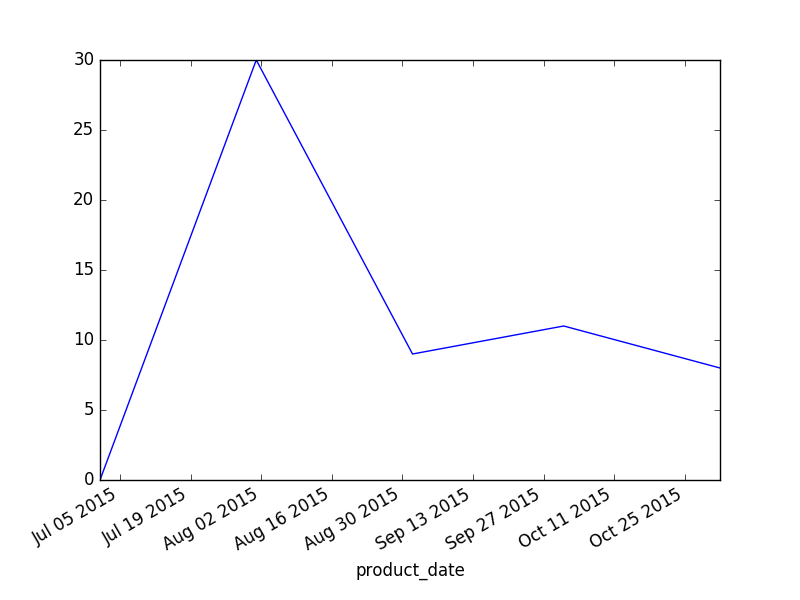 30
25
20
15
10
5
0
Jul 05 2015
Jul 19 2015
Aug 02 2015
Aug 16 2015
Aug 30 2015
Sep 13 2015
Sep 27 2015
Oct 11 2015
Oct 25 2015
product_date